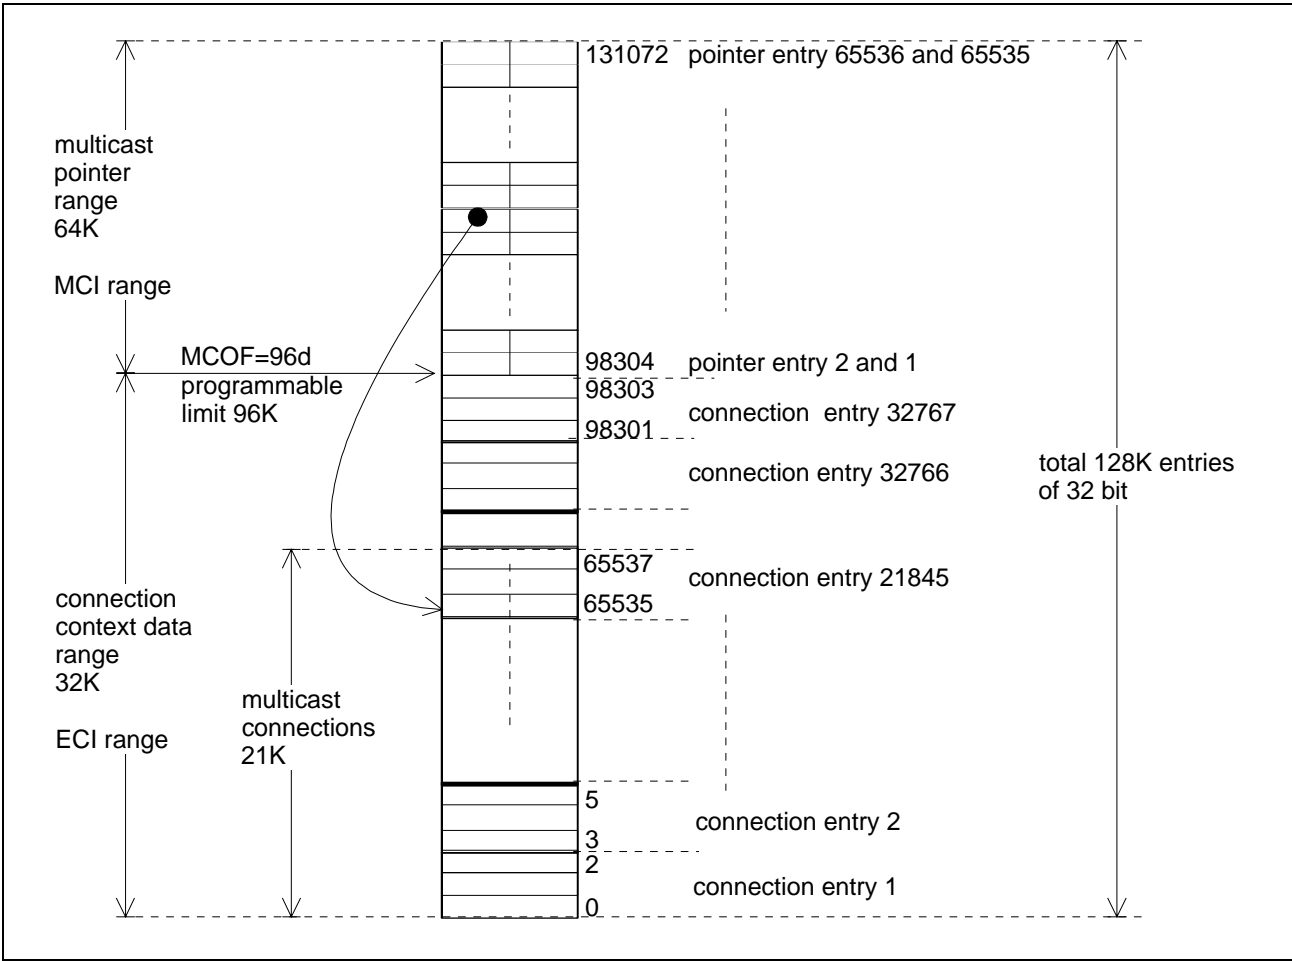 131072 pointer entry 65536 and 65535
multicast
pointer
range
64K
MCI range
MCOF=96d
programmable
limit 96K
98304 pointer entry 2 and 1
98303
connection entry 32767
98301
connection entry 32766
total 128K entries
of 32 bit
65537
connection entry 21845
65535
connection
context data
range
32K
ECI range
multicast
connections
21K
5
connection entry 2
3
2
connection entry 1
0